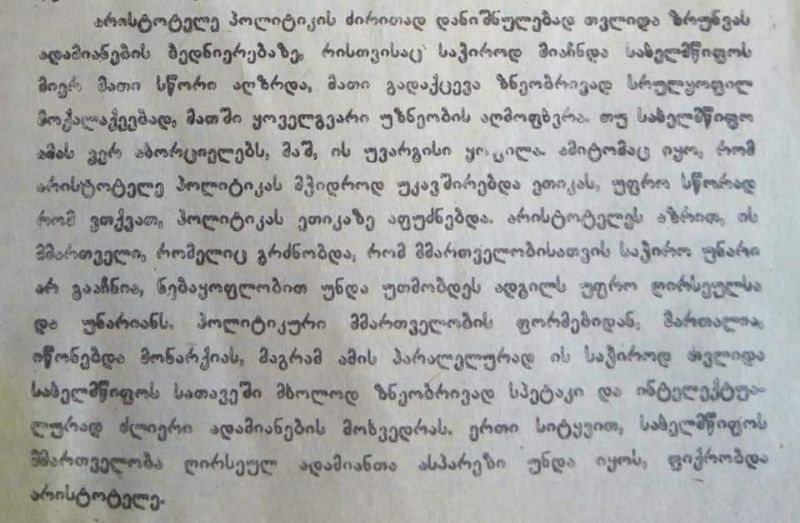 არისტოტელე პოლიტიკის ძირითად დანიშნულებად თვლიდა ზრუნვას
ადამიანების ბედნიერებაზე, რისთვისაც საჭიროდ მიაჩნდა სახელმწიფოს
მიერ მათი სწორი აღზრდა, მათი გადაქცევა ზნეობრივად სრულყოფილ
მოქალაქეებად, მათში ყოველგვარი უზნეობის აღმოფხვრა. თუ სახელმწიფო
ამას ვერ ახორციელებს, მაშ, ის უვარგისი ყოფილა. ამიტომაც იყო, რომ
არისტოტელე პოლიტიკას მჭიდროდ უკავშირებდა ეთიკას, უფრო სწორად
რომ ვთქვათ, პოლიტიკას ეთიკაზე აფუძნებდა. არისტოტელეს აზრით, ის
მმართველი, რომელიც გრძნობდა, რომ მმართველობისათვის საჭირო უნარი
არ გააჩნია, ნებაყოფლობით უნდა უთმობდეს ადგილს უფრო ღირსეულსა
და უნარიანს. პოლიტიკური მმართველობის ფორმებიდან, მართალია,
იწონებდა მონარქიას, მაგრამ ამის პარალელურად ის საჭიროდ თვლიდა
სახელმწიფოს სათავეში მხოლოდ ზნეობრივად სპეტაკი და ინტელექტუა-
ლურად ძლიერი ადამიანების მოხვედრას. ერთი სიტყვით, სახელმწიფოს
მმართველობა ღირსეულ ადამიანთა ასპარეზი უნდა იყოს, ფიქრობდა
არისტოტელე.